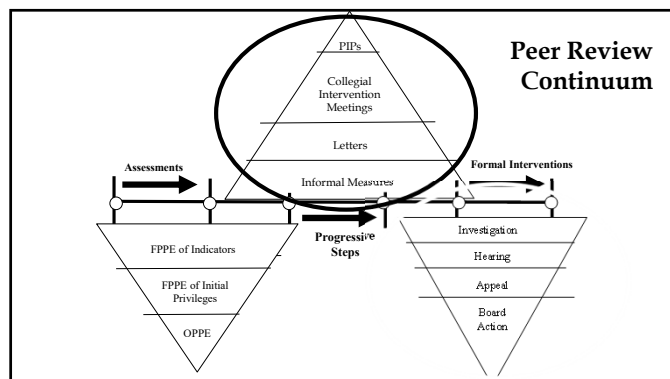 Peer Review
Continuum
PIPs
Collegial
Intervention
Meetings
Letters
Informal Measures
Assessments
Progressive
Steps
Formal Interventions
FPPE of Indicators
FPPE of Initial
Privileges
OPPE
Investigation
Hearing
Appeal
Board
Action